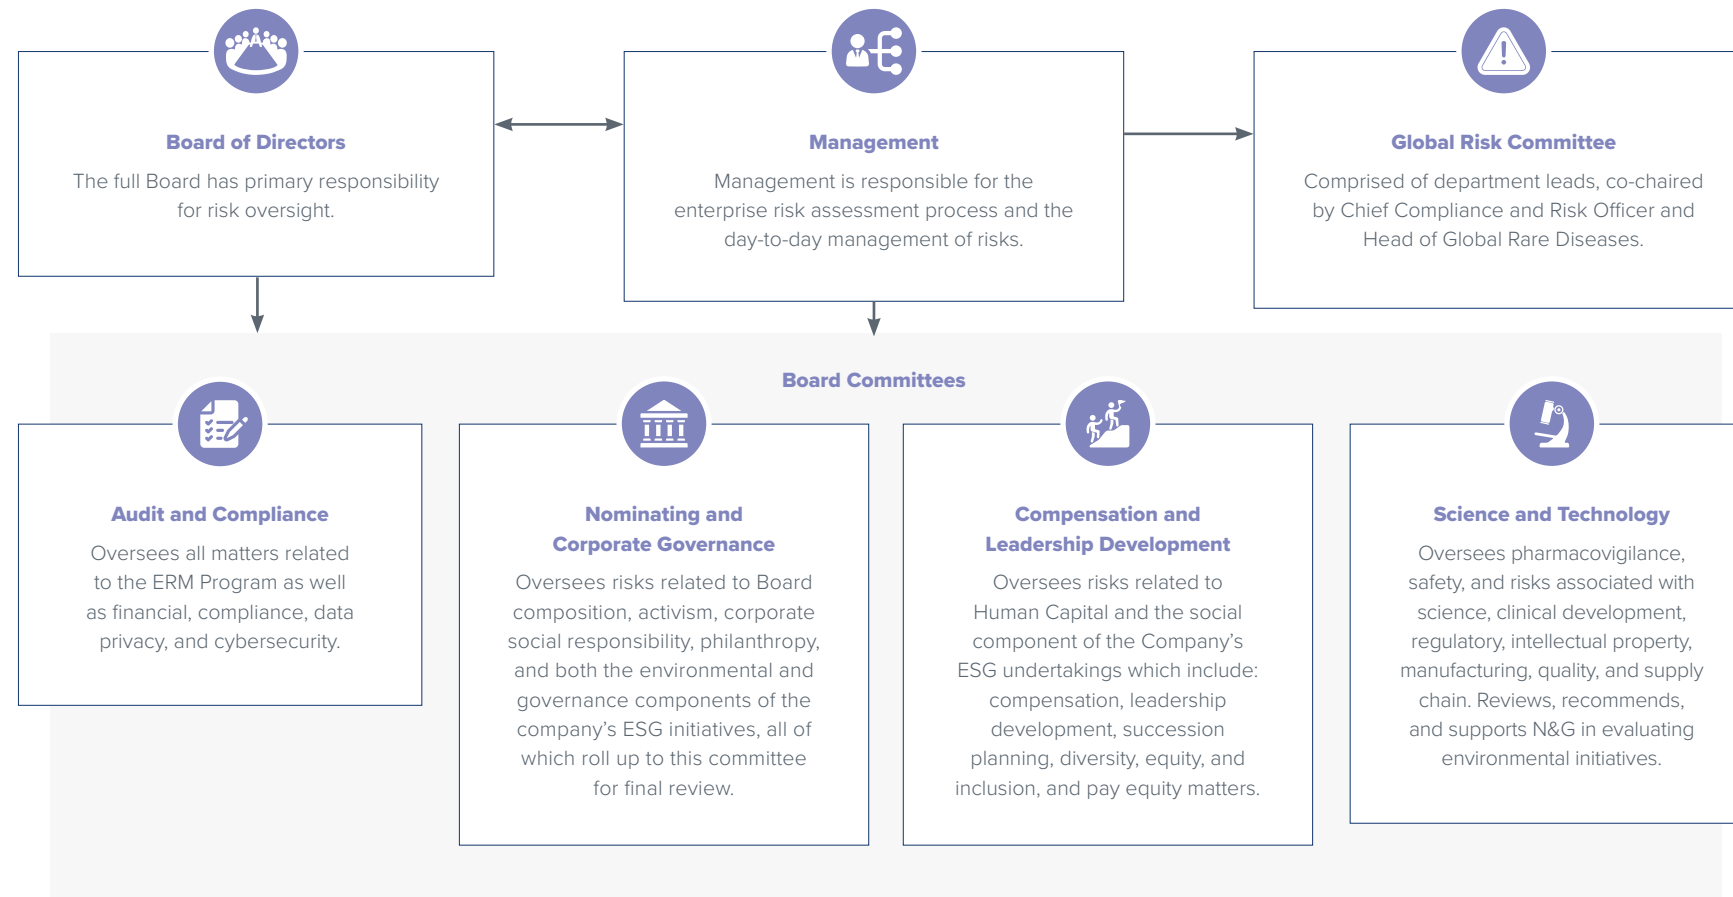 Board of Directors
The full Board has primary responsibility
for risk oversight.
Management
Management is responsible for the
enterprise risk assessment process and the
day-to-day management of risks.
Global Risk Committee
Comprised of department leads, co-chaired
by Chief Compliance and Risk Officer and
Head of Global Rare Diseases.
Board Committees
Audit and Compliance
Oversees all matters related
to the ERM Program as well
as financial, compliance, data
privacy, and cybersecurity.
Nominating and
Corporate Governance
Oversees risks related to Board
composition, activism, corporate
social responsibility, philanthropy,
and both the environmental and
governance components of the
company’s ESG initiatives, all of
which roll up to this committee
for final review.
Compensation and
Leadership Development
Oversees risks related to
Human Capital and the social
component of the Company’s
ESG undertakings which include:
compensation, leadership
development, succession
planning, diversity, equity, and
inclusion, and pay equity matters.
Science and Technology
Oversees pharmacovigilance,
safety, and risks associated with
science, clinical development,
regulatory, intellectual property,
manufacturing, quality, and supply
chain. Reviews, recommends,
and supports N&G in evaluating
environmental initiatives.